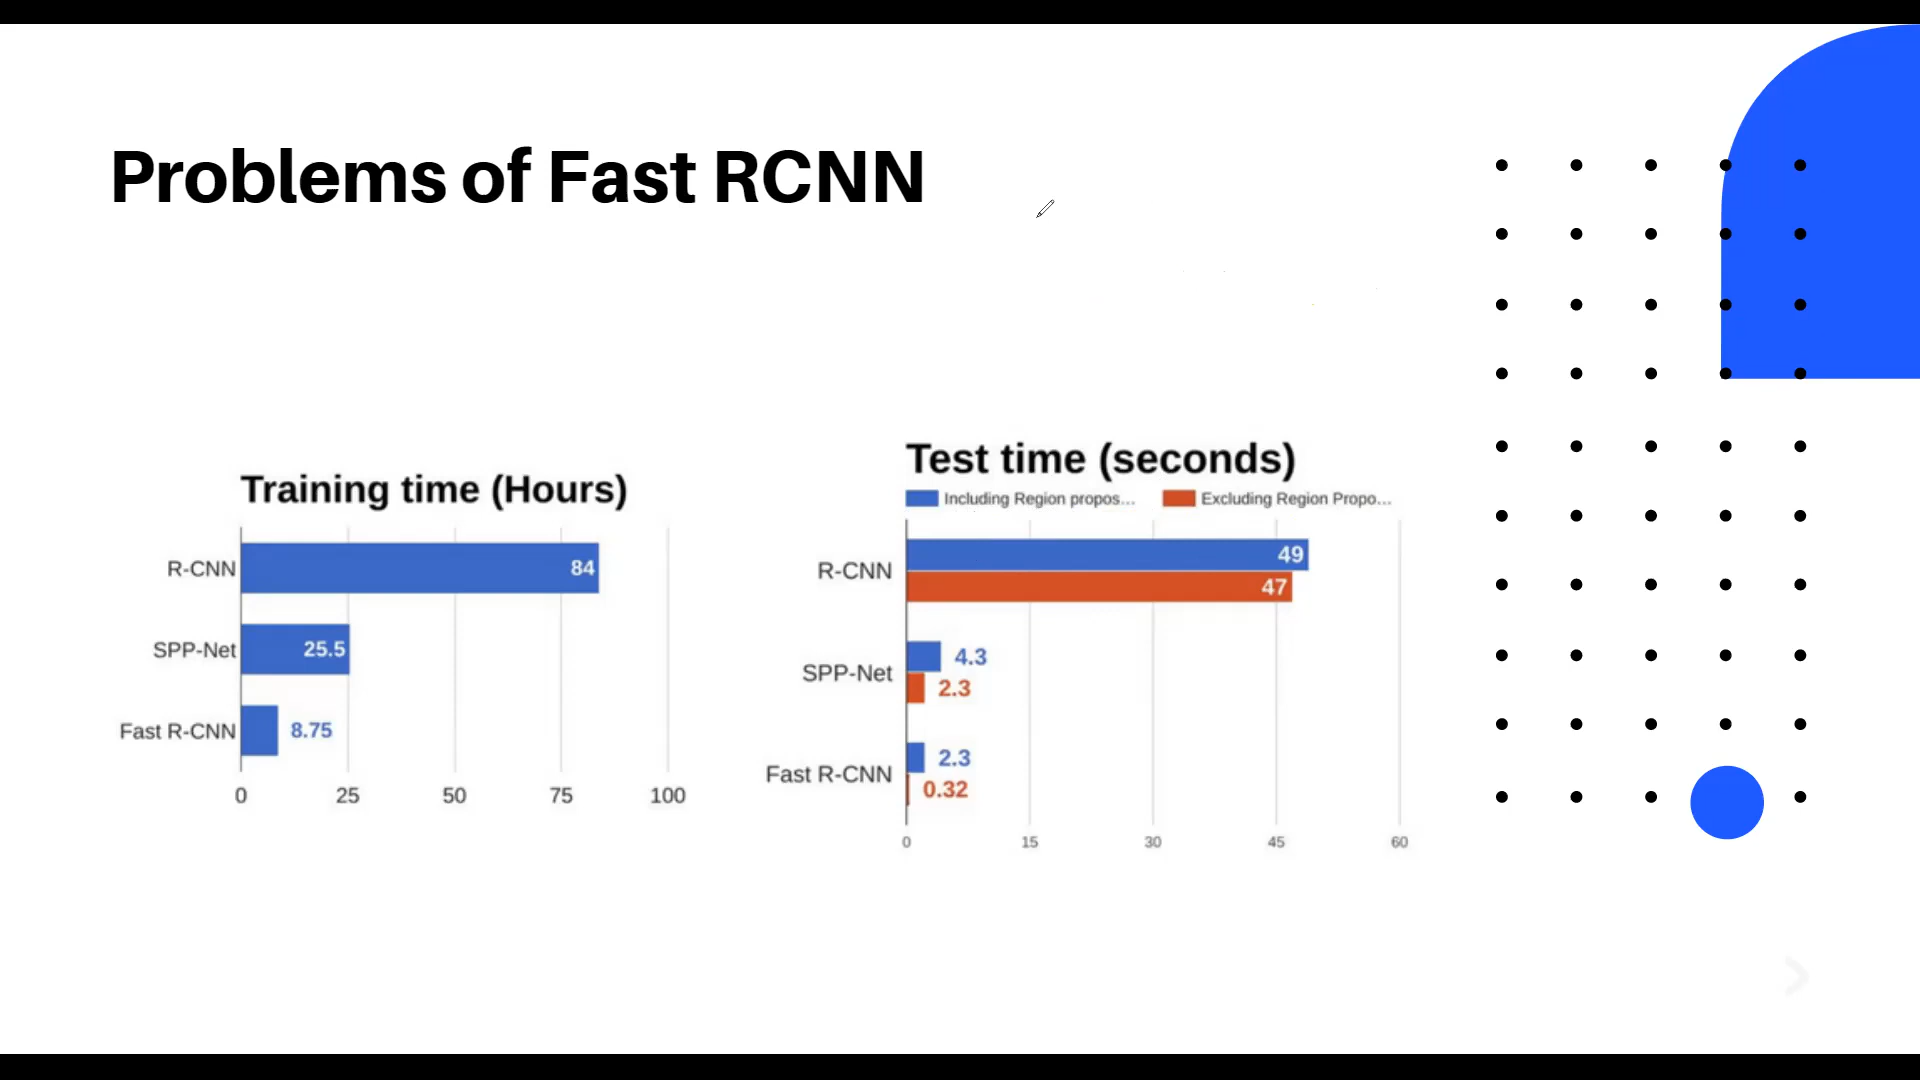 Problems of Fast RCNN
Training time (Hours)
R-CNN
84
SPP-Net
25.5
Fast R-CNN
8.75
0 25 50 75 100
Test time (seconds)
Including Region propos... Excluding Region Propo...
R-CNN
49
47
SPP-Net
4.3
2.3
Fast R-CNN
2.3
0.32
0 15 30 45 60